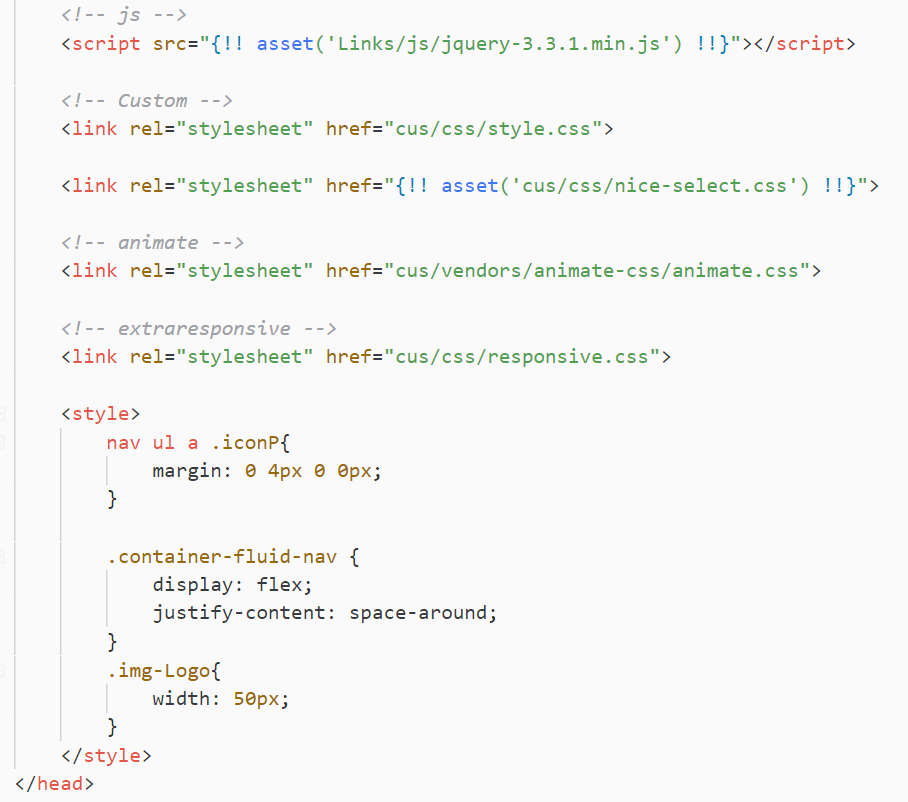 <!-- js -->
<script src="{!! asset('Links/js/jquery-3.3.1.min.js') !!}"></script>
<!-- Custom -->
<link rel="stylesheet" href="cus/css/style.css">
<link rel="stylesheet" href="{!! asset('cus/css/nice-select.css') !!}">
<!-- animate -->
<link rel="stylesheet" href="cus/vendors/animate-css/animate.css">
<!-- extraresponsive -->
<link rel="stylesheet" href="cus/css/responsive.css">
<style>
nav ul a .iconP{
margin: 0 4px 0 0px;
}
.container-fluid-nav {
display: flex;
justify-content: space-around;
}
.img-Logo{
width: 50px;
}
</style>
</head>